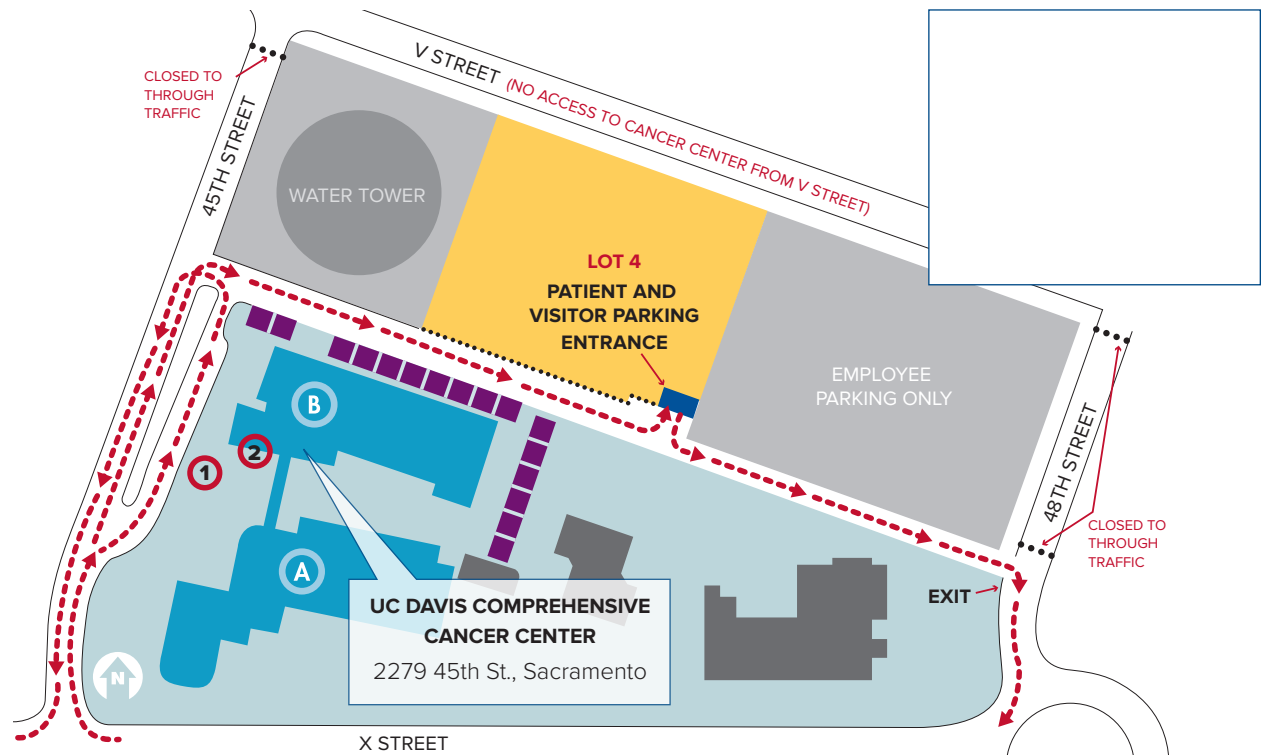 V STREET (NO ACCESS TO CANCER CENTER FROM V STREET)
CLOSED TO
THROUGH
TRAFFIC
45TH STREET
WATER TOWER
LOT 4
PATIENT AND
VISITOR PARKING
ENTRANCE
EMPLOYEE
PARKING ONLY
48TH STREET
CLOSED TO
THROUGH
TRAFFIC
B
2
1
A
UC DAVIS COMPREHENSIVE
CANCER CENTER
2279 45th St., Sacramento
EXIT
N
X STREET